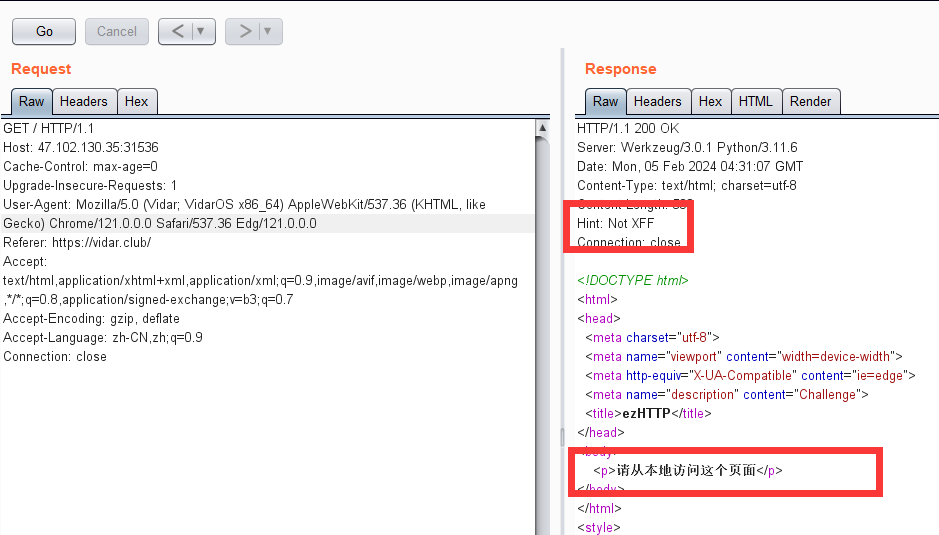 Go Cancel < ▼ > ▼
Request
Raw Headers Hex
GET / HTTP/1.1
Host: 47.102.130.35:31536
Cache-Control: max-age=0
Upgrade-Insecure-Requests: 1
User-Agent: Mozilla/5.0 (Vidar; VidarOS x86_64) AppleWebKit/537.36 (KHTML, like
Gecko) Chrome/121.0.0.0 Safari/537.36 Edg/121.0.0.0
Referer: https://vidar.club/
Accept:
text/html,application/xhtml+xml,application/xml;q=0.9,image/avif,image/webp,image/apng
,*/*;q=0.8,application/signed-exchange;v=b3;q=0.7
Accept-Encoding: gzip, deflate
Accept-Language: zh-CN,zh;q=0.9
Connection: close
Response
Raw Headers Hex HTML Render
HTTP/1.1 200 OK
Server: Werkzeug/3.0.1 Python/3.11.6
Date: Mon, 05 Feb 2024 04:31:07 GMT
Content-Type: text/html; charset=utf-8
Content-Length:
Hint: Not XFF
Connection: close
<!DOCTYPE html>
<html>
<head>
<meta charset="utf-8">
<meta name="viewport" content="width=device-width">
<meta http-equiv="X-UA-Compatible" content="ie=edge">
<meta name="description" content="Challenge">
<title>ezHTTP</title>
</head>
<body>
<p>请从本地访问这个页面</p>
</body>
</html>
<style>